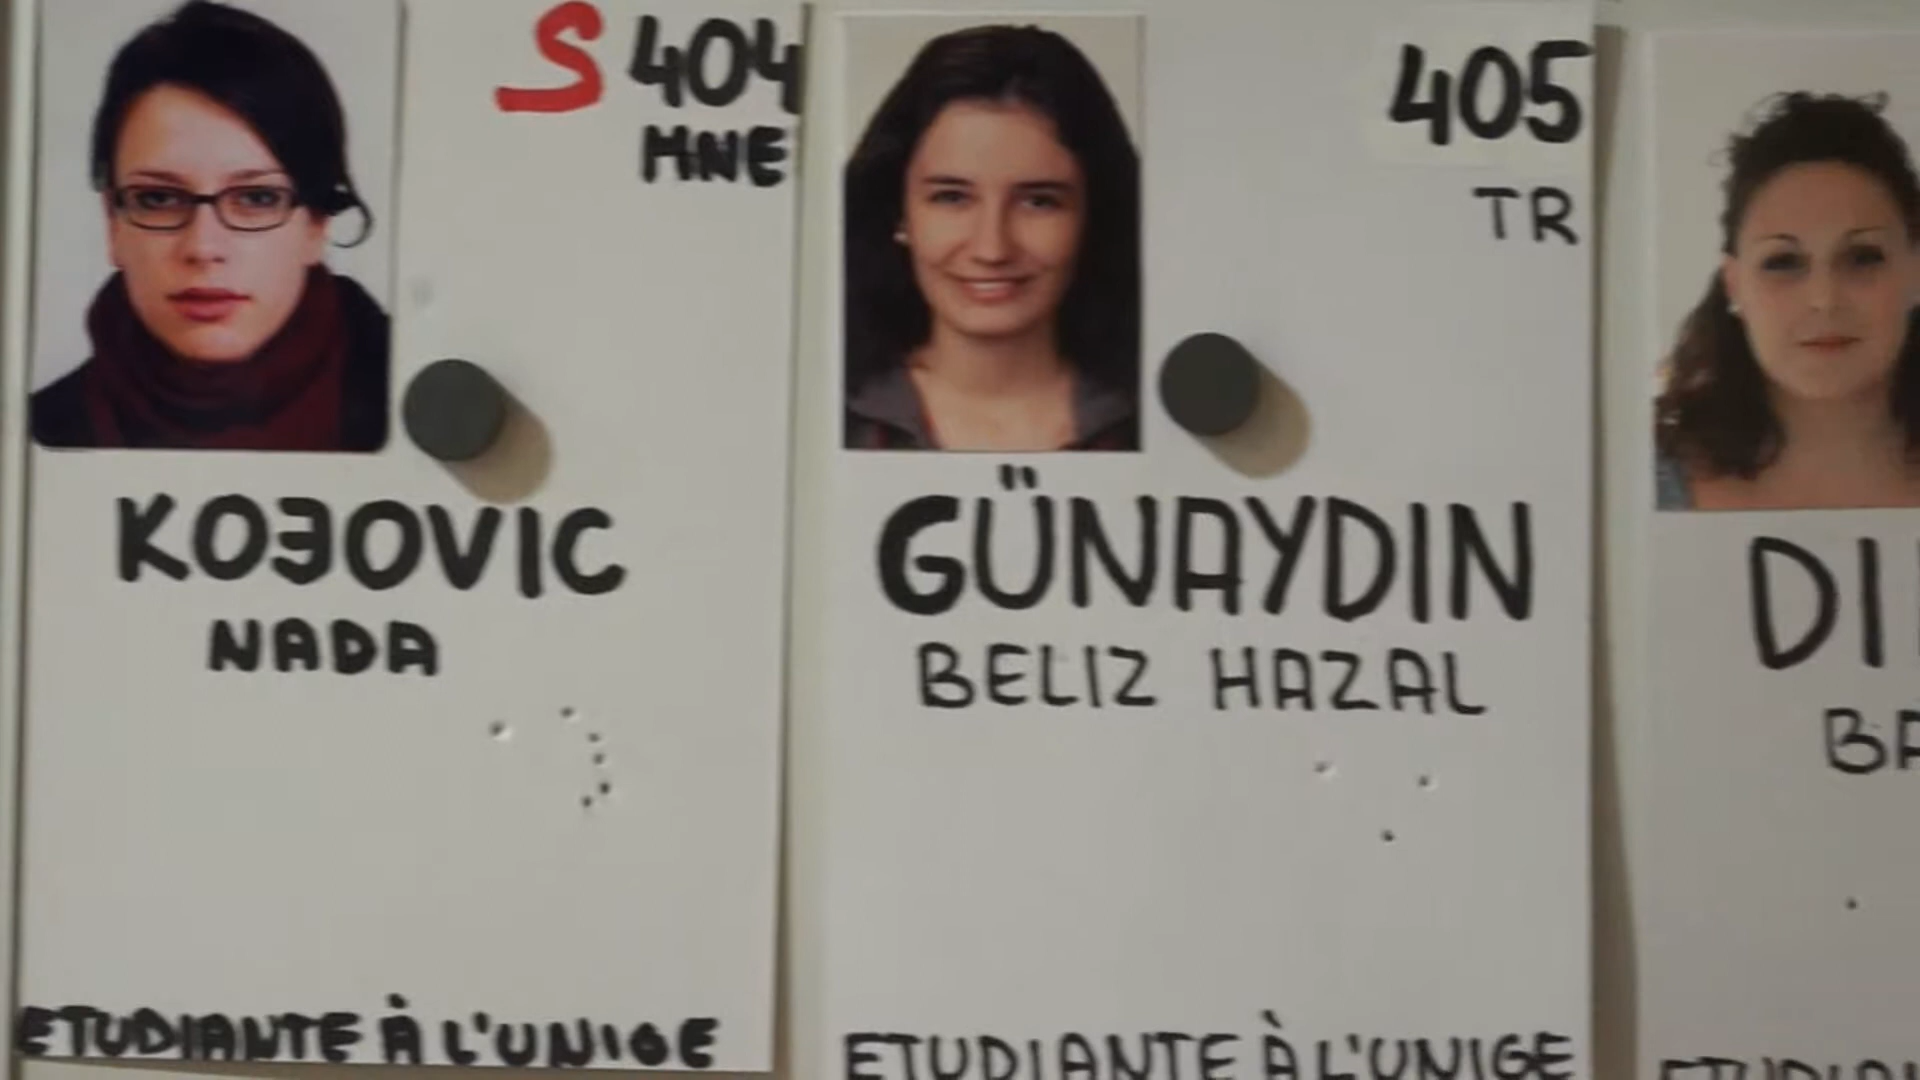 S 404
MNE
KOJOVIC
NADA
ETUDIANTE À L'UNIGE
405
TR
GÜNAYDIN
BELIZ HAZAL
ETUDIANTE À L'UNIGE